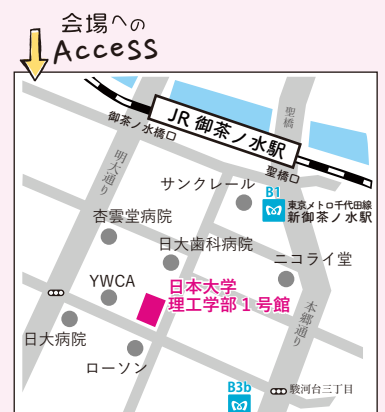 会場への
Access
JR 御茶ノ水駅
御茶ノ水橋口
聖橋
聖橋口
明大通り
サンクレール
B1
東京メトロ千代田線
新御茶ノ水駅
杏雲堂病院
日大歯科病院
ニコライ堂
YWCA
日本大学
理工学部 1 号館
本郷通り
日大病院
ローソン
B3b
駿河台三丁目